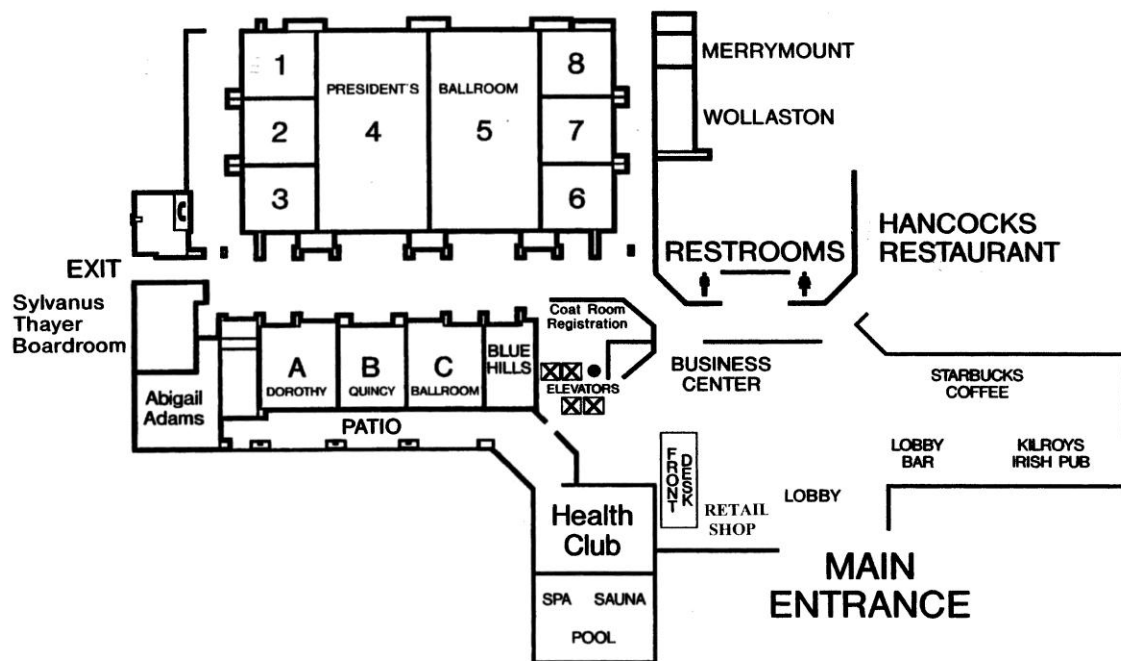 MERRYMOUNT
WOLLASTON
1
2
3
PRESIDENT'S
4
BALLROOM
5
8
7
6
HANCOCKS
RESTAURANT
RESTROOMS
EXIT
Sylvanus
Thayer
Boardroom
Abigail
Adams
A
DOROTHY
B
QUINCY
C
BALLROOM
BLUE
HILLS
Coat Room
Registration
ELEVATORS
BUSINESS
CENTER
STARBUCKS
COFFEE
PATIO
LOBBY
BAR
KILROYS
IRISH PUB
FRONT
DESK
LOBBY
RETAIL
SHOP
Health
Club
SPA SAUNA
POOL
MAIN
ENTRANCE